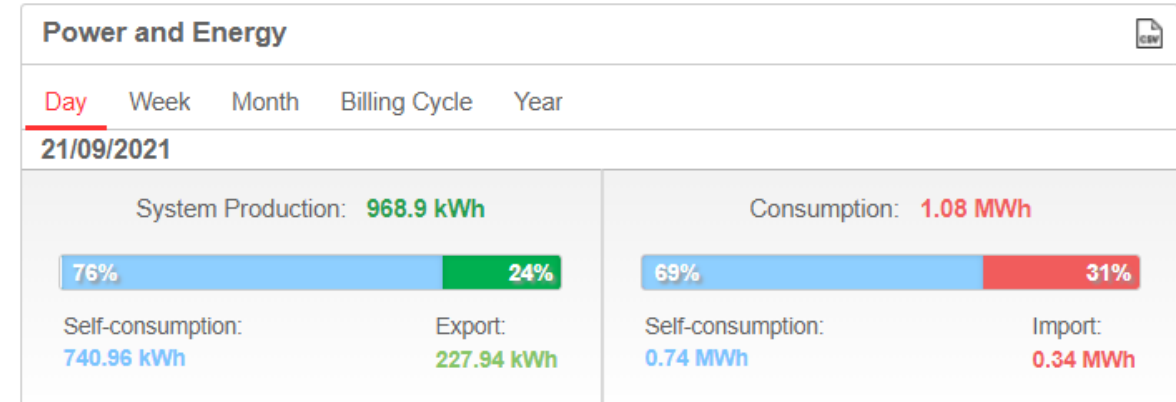 Power and Energy
CSV
Day Week Month Billing Cycle Year
21/09/2021
System Production: 968.9 kWh
Consumption: 1.08 MWh
76% 24%
69% 31%
Self-consumption: Export:
740.96 kWh 227.94 kWh
Self-consumption: Import:
0.74 MWh 0.34 MWh